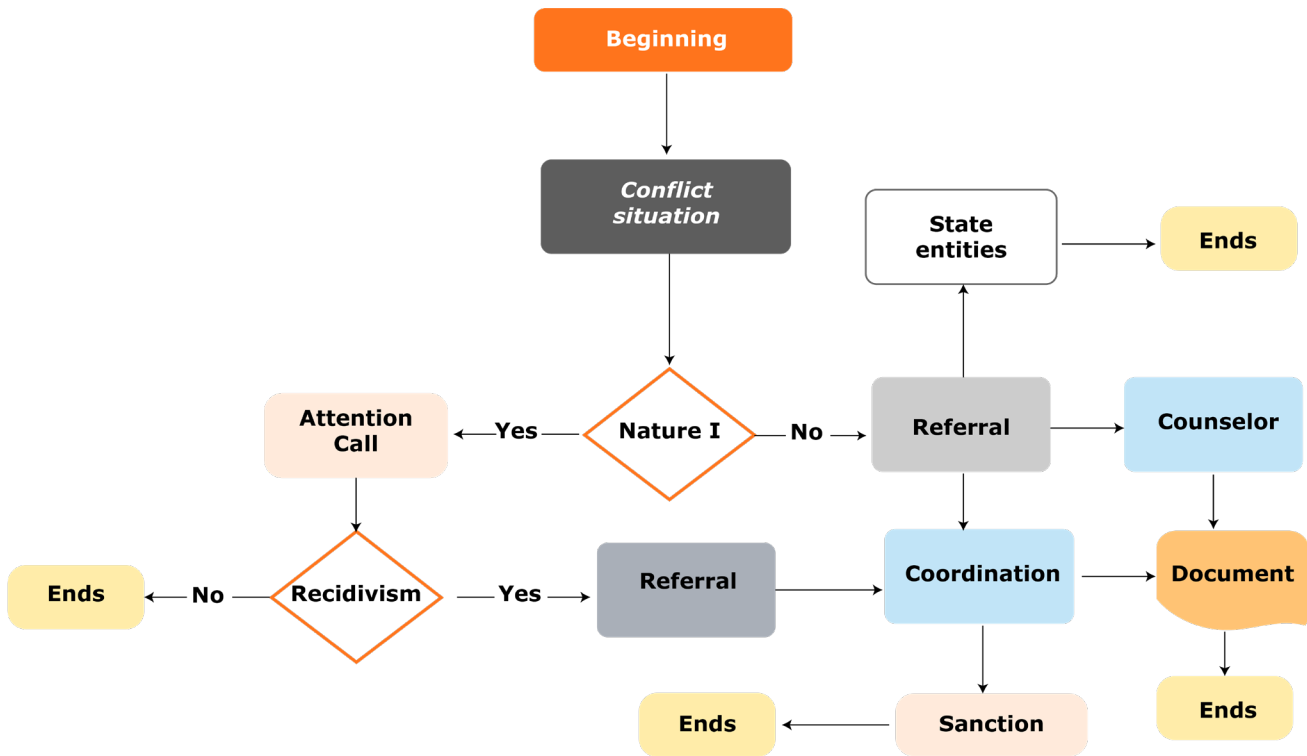 Beginning
Conflict
situation
State
entities
Ends
Attention
Call
Yes
Nature I
No
Referral
Counselor
Ends
No
Recidivism
Yes
Referral
Coordination
Document
Ends
Sanction
Ends